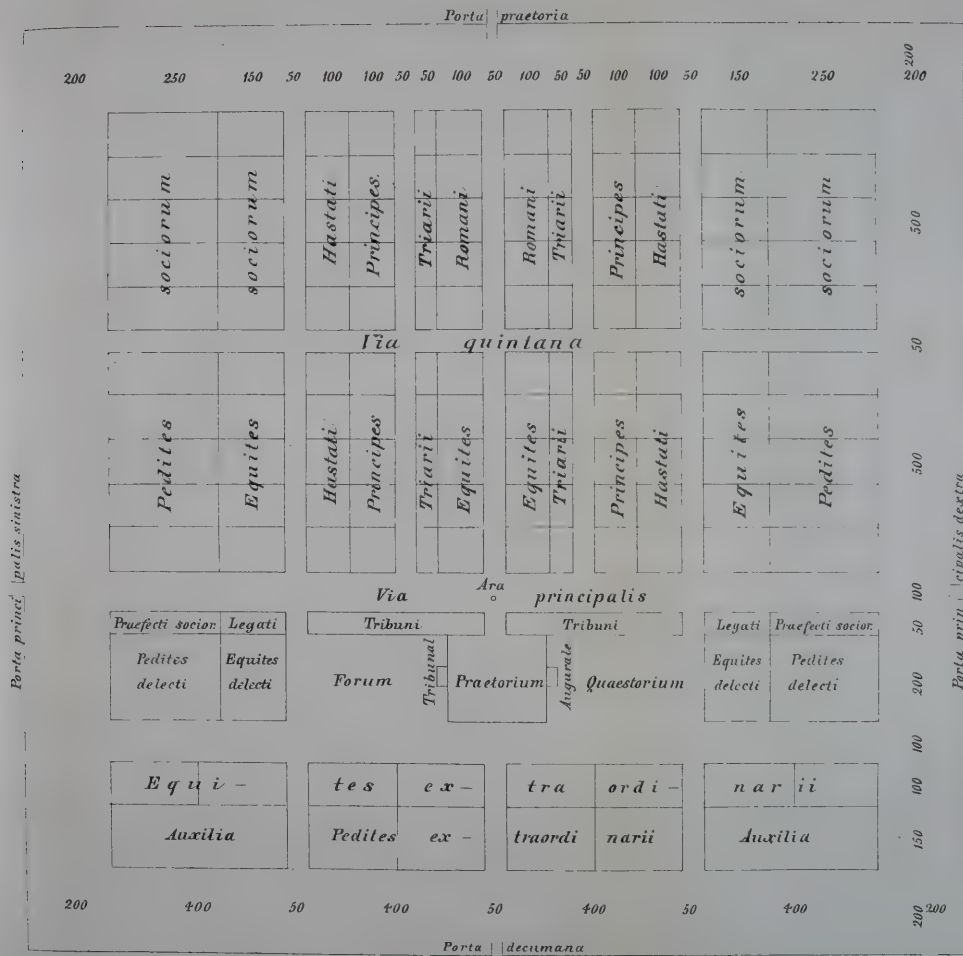 Porta praetoria
200
200 250 150 50 100 100 50 50 100 50 100 50 100 100 50 150 250 200
sociorum sociorum Hastati Principes. Triarii Romani Romani Triarii Principes Hastati sociorum sociorum
500
Via quintana
50
Pedites Equites Hastati Proncipes Triarii Equites Equites Triarii Principes Hastati Equites Pedites
500
Porta princi palis sinistra
Porta prin cipalis dextra
Ara
Via principalis
100
Praefecti socior. Legati Tribuni Tribuni Legati Praefecti socior.
50
Pedites delecti
Equites delecti
Forum Tribunal Praetorium Augurale Quaestorium
Equites delecti
Pedites delecti
200
100
Equi- tes ex- tra ordi- narii
100
Auxilia Pedites ex- traordi narii Auxilia
150
200 400 50 400 50 400 50 400 200 200
Porta decumana